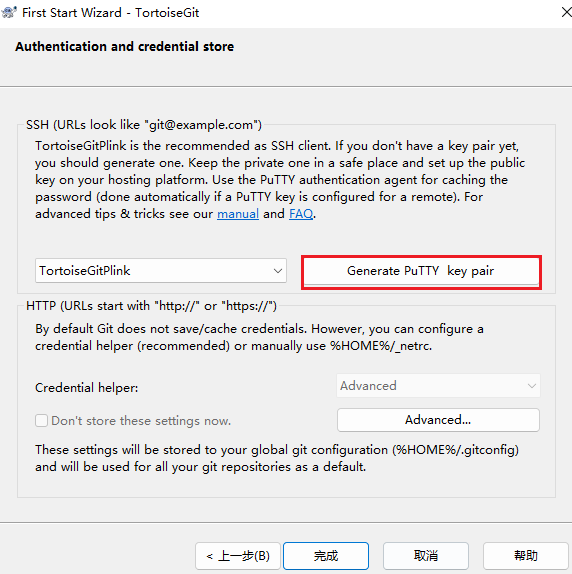 First Start Wizard - TortoiseGit
Authentication and credential store
SSH (URLs look like "git@example.com")
TortoiseGitPlink is the recommended as SSH client. If you don't have a key pair yet,
you should generate one. Keep the private one in a safe place and set up the public
key on your hosting platform. Use the PuTTY authentication agent for caching the
password (done automatically if a PuTTY key is configured for a remote). For
advanced tips & tricks see our manual and FAQ.
TortoiseGitPlink
Generate PuTTY key pair
HTTP (URLs start with "http://" or "https://")
By default Git does not save/cache credentials. However, you can configure a
credential helper (recommended) or manually use %HOME%/_netrc.
Credential helper:
Advanced
Don't store these settings now.
Advanced...
These settings will be stored to your global git configuration (%HOME%/.gitconfig)
and will be used for all your git repositories as a default.
< 上一步(B)
完成
取消
帮助